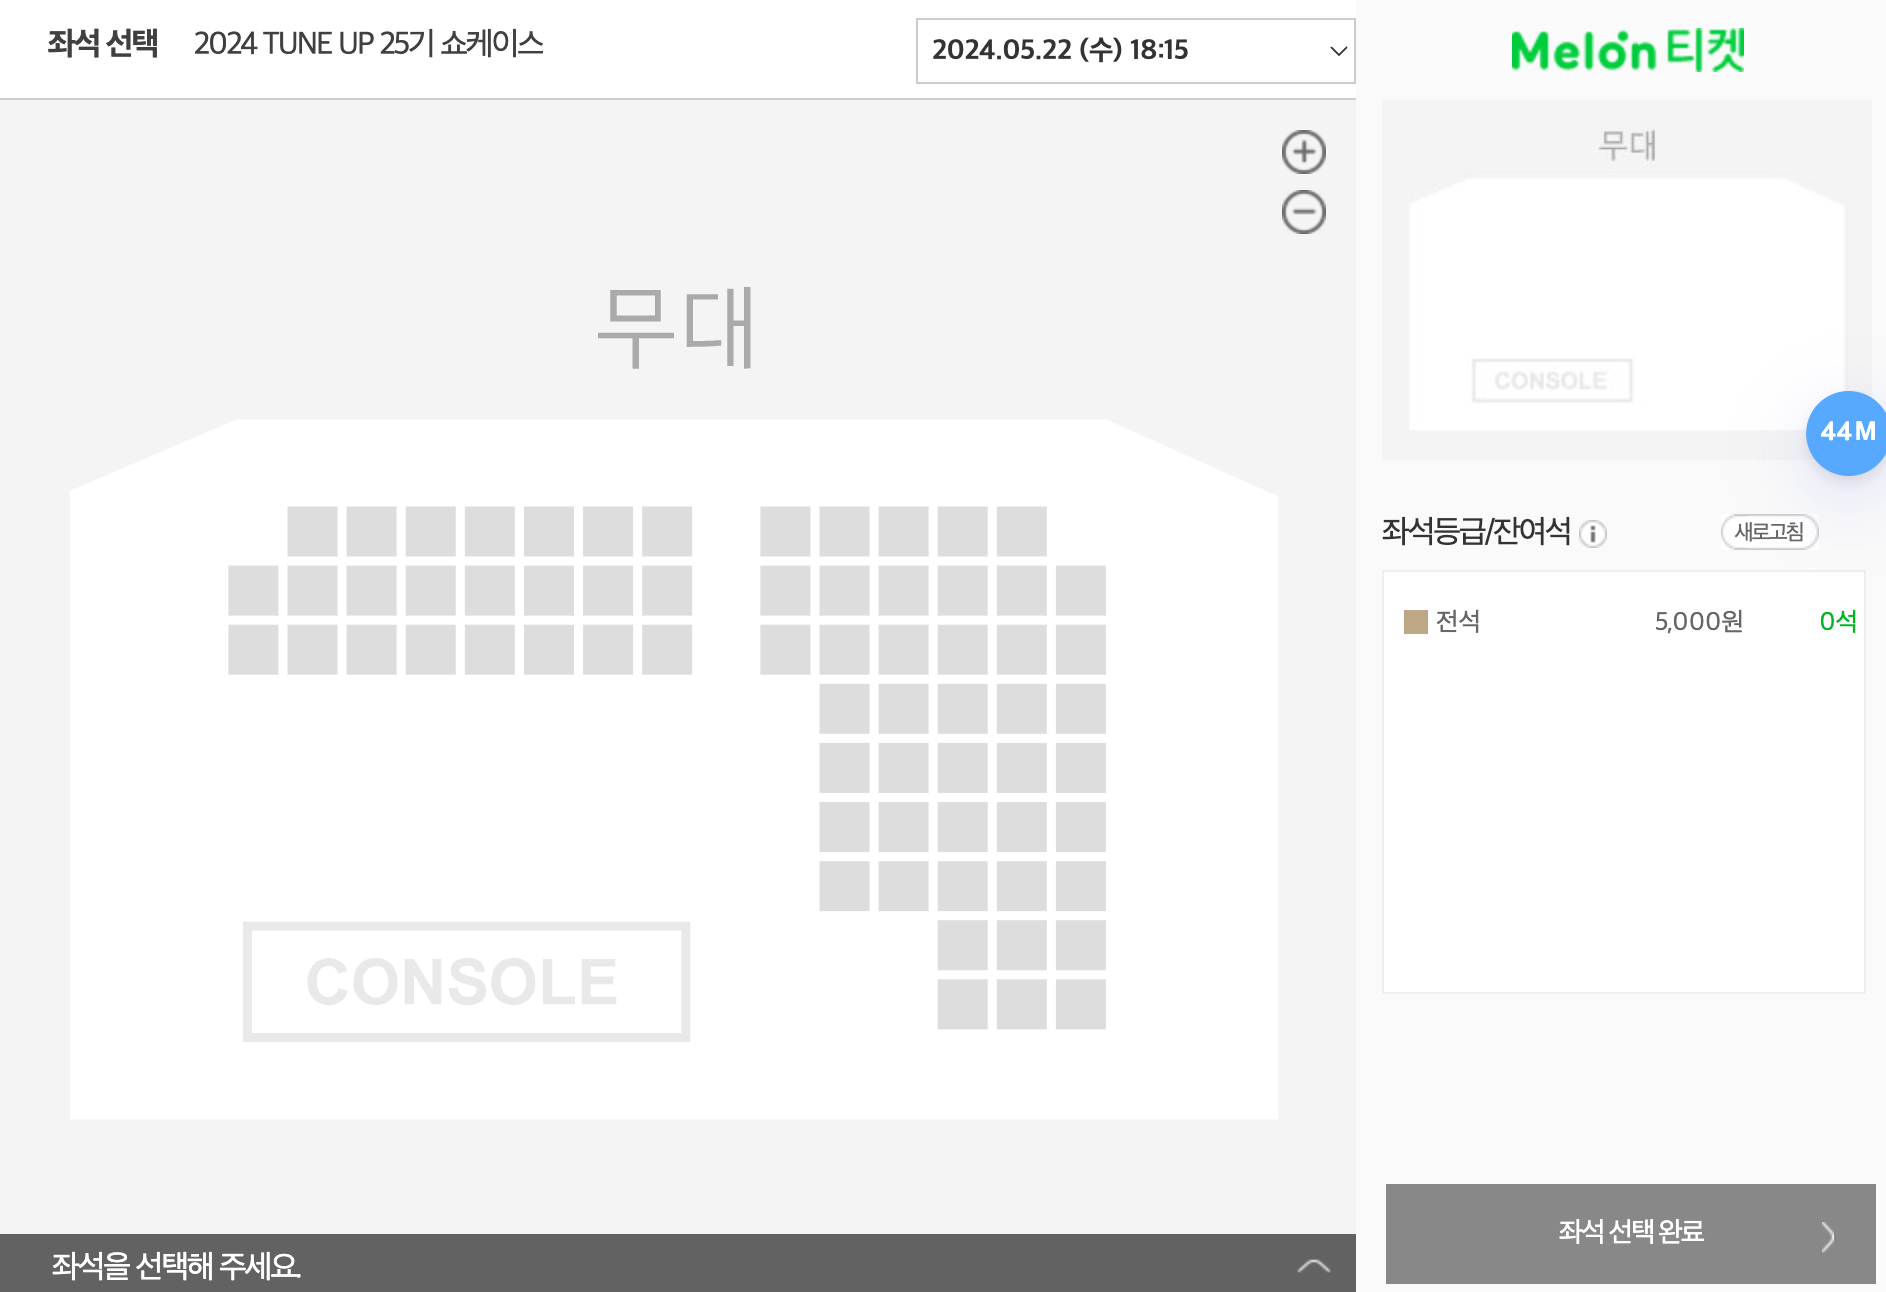 좌석 선택 2024 TUNE UP 25기 쇼케이스
2024.05.22 (수) 18:15
무대
CONSOLE
좌석을 선택해 주세요.
Melon 티켓
무대
CONSOLE
44M
좌석등급/잔여석 i 새로고침
전석 5,000원 0석
좌석 선택 완료